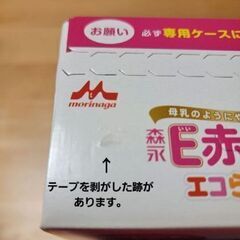 お願い 必ず専用ケースに
morinaga
母乳のようにや
森永
E赤
エコら
テープを剥がした跡が
あります。